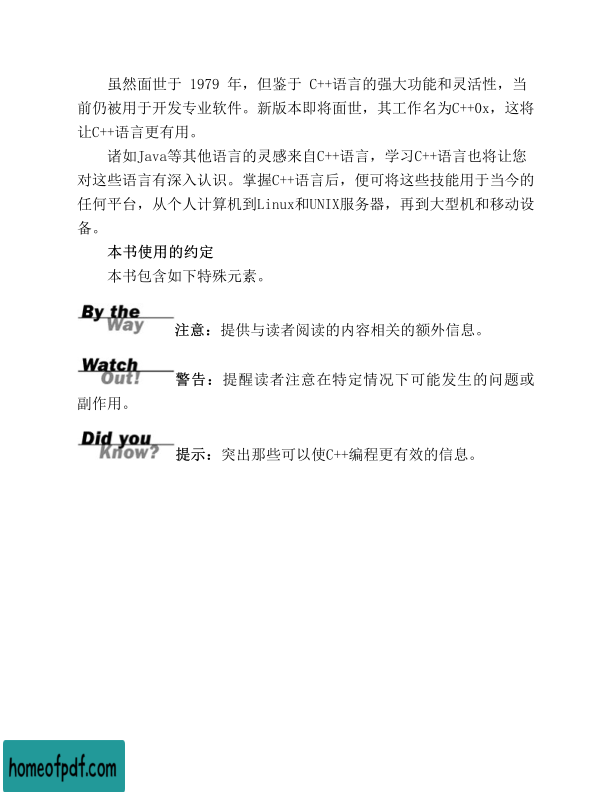 虽然面世于 1979 年，但鉴于 C++语言的强大功能和灵活性，当
前仍被用于开发专业软件。新版本即将面世，其工作名为C++0x，这将
让C++语言更有用。
诸如Java等其他语言的灵感来自C++语言，学习C++语言也将让您
对这些语言有深入认识。掌握C++语言后，便可将这些技能用于当今的
任何平台，从个人计算机到Linux和UNIX服务器，再到大型机和移动设
备。
本书使用的约定
本书包含如下特殊元素。
By the
Way 注意：提供与读者阅读的内容相关的额外信息。
Watch
Out! 警告：提醒读者注意在特定情况下可能发生的问题或
副作用。
Did you
Know? 提示：突出那些可以使C++编程更有效的信息。
homeofpdf.com